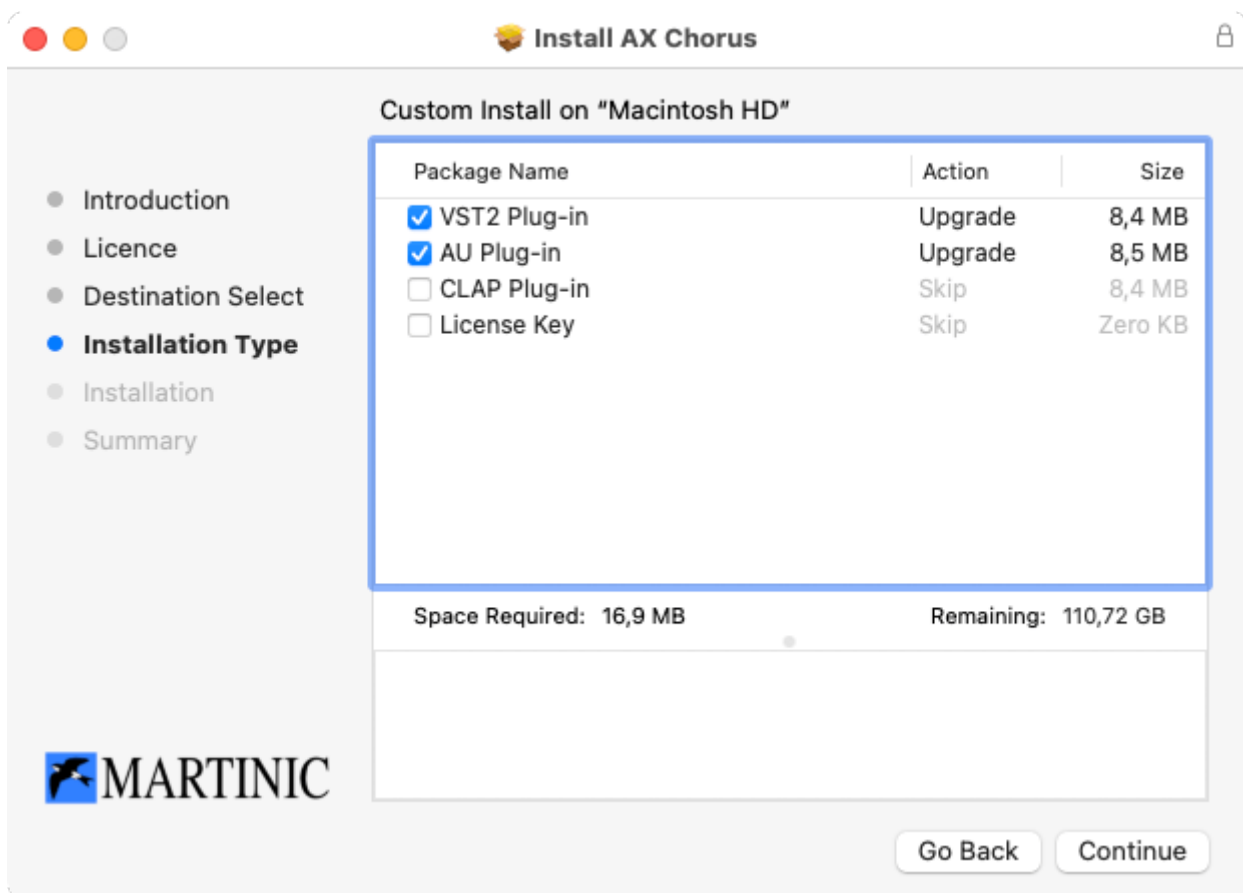 Install AX Chorus
Custom Install on “Macintosh HD”
Introduction
Licence
Destination Select
Installation Type
Installation
Summary
Package Name Action Size
VST2 Plug-in Upgrade 8,4 MB
AU Plug-in Upgrade 8,5 MB
CLAP Plug-in Skip 8,4 MB
License Key Skip Zero KB
Space Required: 16,9 MB Remaining: 110,72 GB
MARTINIC
Go Back Continue